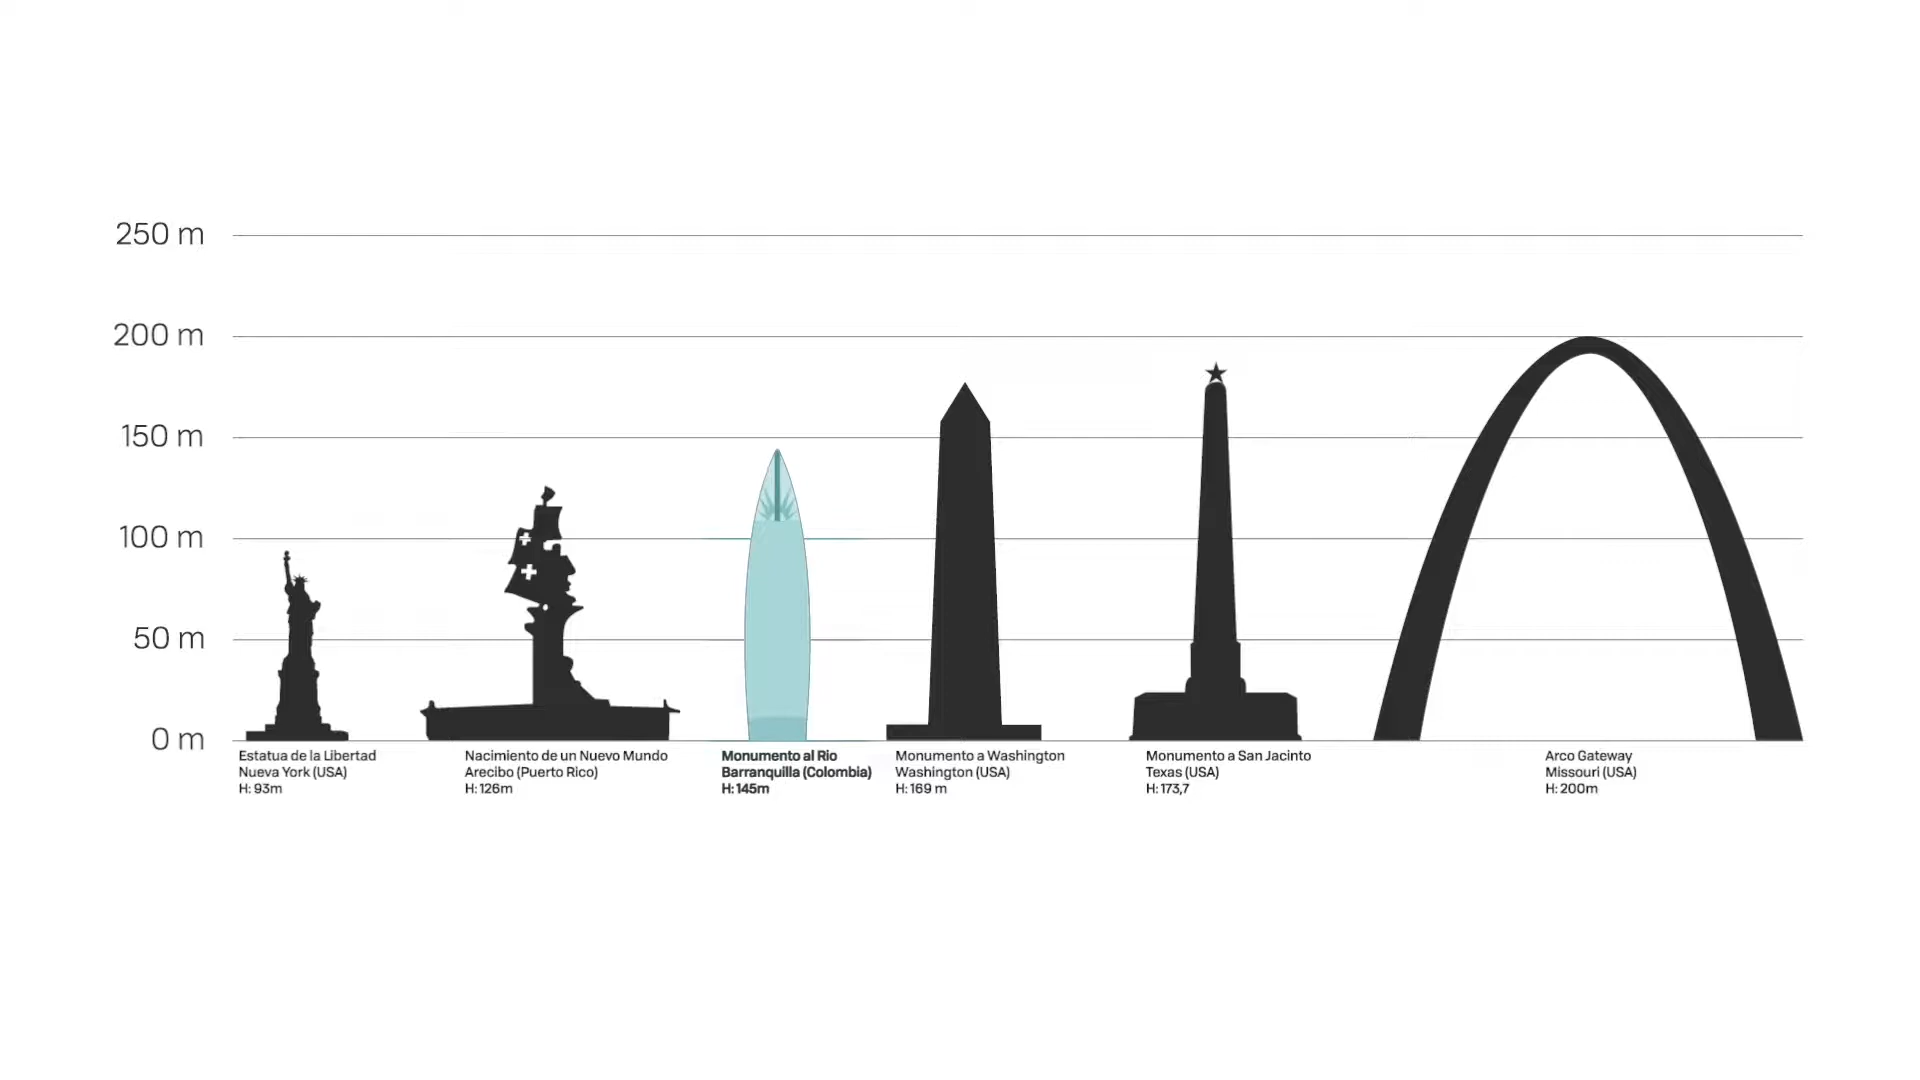 250 m
200 m
150 m
100 m
50 m
0 m
Estatua de la Libertad
Nueva York (USA)
H: 93m
Nacimiento de un Nuevo Mundo
Arecibo (Puerto Rico)
H: 126m
Monumento al Rio
Barranquilla (Colombia)
H: 145m
Monumento a Washington
Washington (USA)
H: 169 m
Monumento a San Jacinto
Texas (USA)
H: 173,7
Arco Gateway
Missouri (USA)
H: 200m